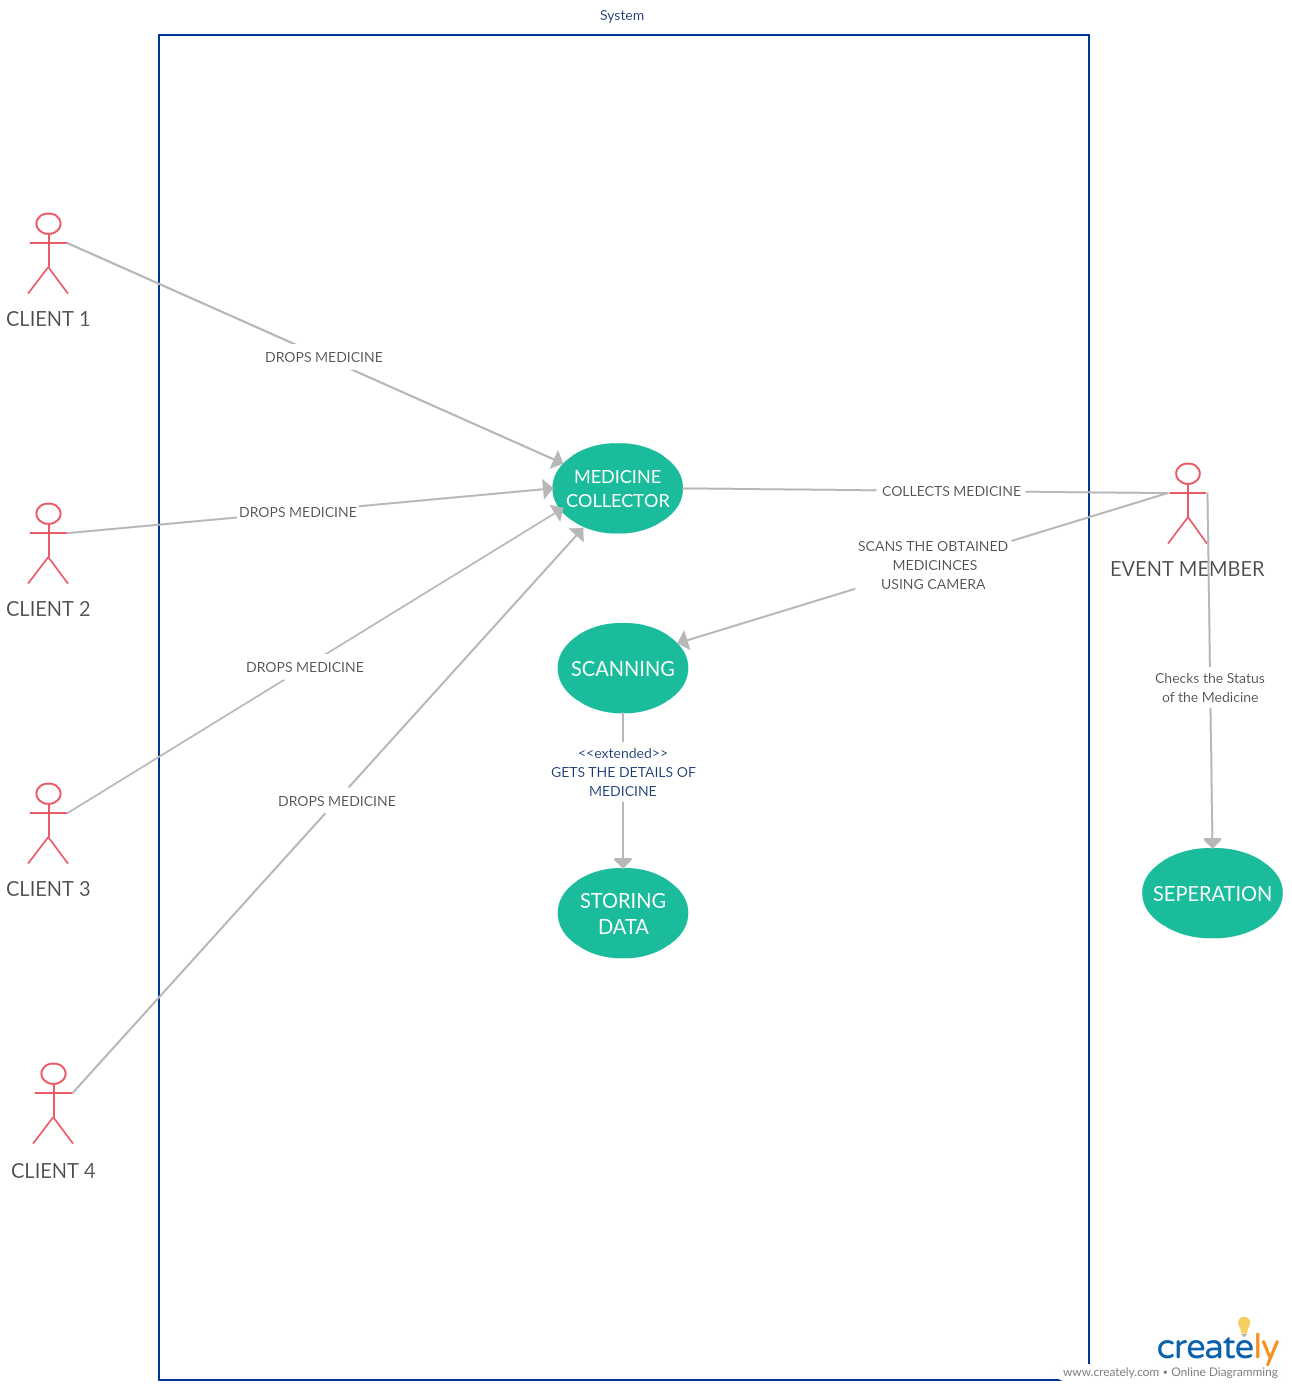 System
CLIENT 1
DROPS MEDICINE
MEDICINE
COLLECTOR
COLLECTS MEDICINE
DROPS MEDICINE
SCANS THE OBTAINED
MEDICINCES
USING CAMERA
EVENT MEMBER
CLIENT 2
DROPS MEDICINE
SCANNING
Checks the Status
of the Medicine
<<extended>>
GETS THE DETAILS OF
MEDICINE
DROPS MEDICINE
CLIENT 3
STORING
DATA
SEPERATION
CLIENT 4
creately
www.creately.com • Online Diagramming